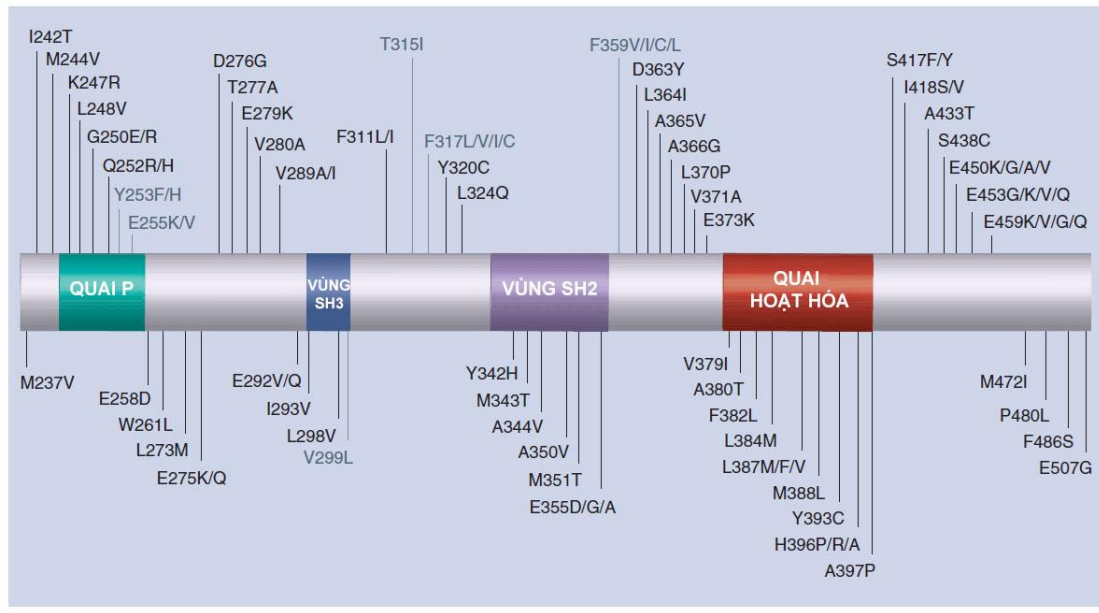 I242T
M244V
K247R
L248V
G250E/R
Q252R/H
Y253F/H
E255K/V
D276G
T277A
E279K
V280A
V289A/I
F311L/I
T315I
F317L/V/I/C
Y320C
L324Q
F359V/I/C/L
D363Y
L364I
A365V
A366G
L370P
V371A
E373K
S417F/Y
I418S/V
A433T
S438C
E450K/G/A/V
E453G/K/V/Q
E459K/V/G/Q
QUAI P
VÙNG
SH3
VÙNG SH2
QUAI
HOẠT HÓA
M237V
E258D
W261L
L273M
E275K/Q
E292V/Q
I293V
L298V
V299L
Y342H
M343T
A344V
A350V
M351T
E355D/G/A
V379I
A380T
F382L
L384M
L387M/F/V
M388L
Y393C
H396P/R/A
A397P
M472I
P480L
F486S
E507G